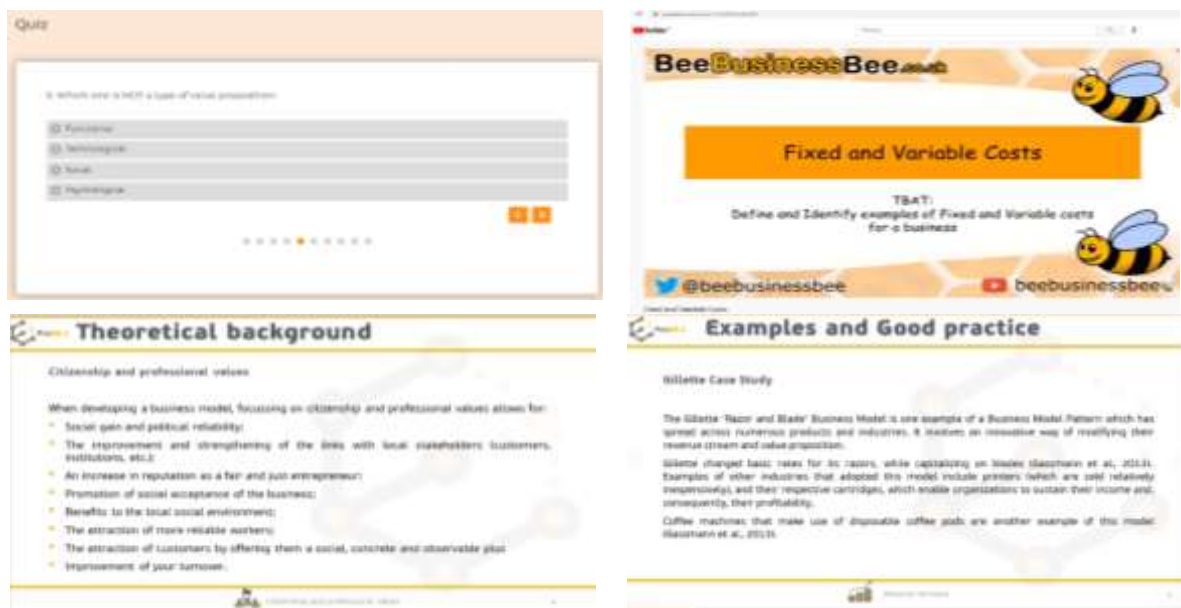 Quiz
5. Which one is NOT a type of value proposition:
Functional
Technological
Social
Psychological
BeeBusinessBee.co.uk
Fixed and Variable Costs
TBAT:
Define and Identify examples of Fixed and Variable costs
for a business
@beebusinessbee
beebusinessbee
Fixed and Variable Costs
Theoretical background
Citizenship and professional values
When developing a business model, focussing on citizenship and professional values allows for:
Social gain and political reliability;
The improvement and strengthening of the links with local stakeholders (customers,
institutions, etc.);
An increase in reputation as a fair and just entrepreneur;
Promotion of social acceptance of the business;
Benefits to the local social environment;
The attraction of more reliable workers;
The attraction of customers by offering them a social, concrete and observable plus
Improvement of your turnover.
Citizenship and professional values
Examples and Good practice
Gillette Case Study
The Gillette "Razor and Blade" Business Model is one example of a Business Model Pattern which has
spread across numerous products and industries. It involves an innovative way of modifying their
revenue stream and value proposition.
Gillette changed basic rates for its razors, while capitalizing on blades (Gassmann et al., 2013).
Examples of other industries that adopted this model include printers (which are sold relatively
inexpensively), and their respective cartridges, which enable organizations to sustain their income and,
consequently, their profitability.
Coffee machines that make use of disposable coffee pods are another example of this model
(Gassmann et al., 2013).